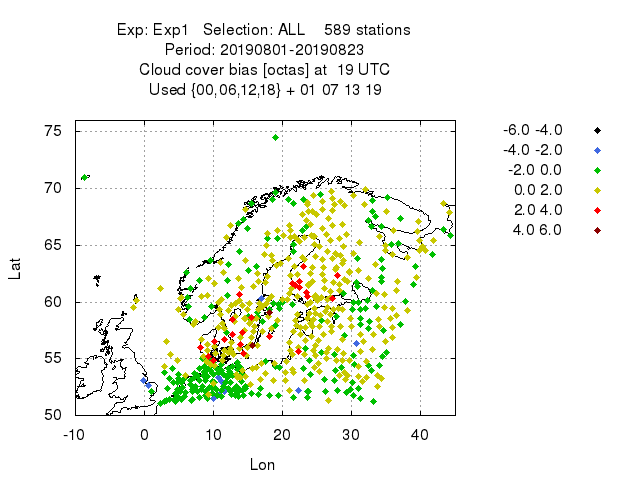 Exp: Exp1 Selection: ALL 589 stations
Period: 20190801-20190823
Cloud cover bias [octas] at 19 UTC
Used {00,06,12,18} + 01 07 13 19
75
70
65
60
55
50
Lat
-10 0 10 20 30 40
Lon
-6.0 -4.0
-4.0 -2.0
-2.0 0.0
0.0 2.0
2.0 4.0
4.0 6.0